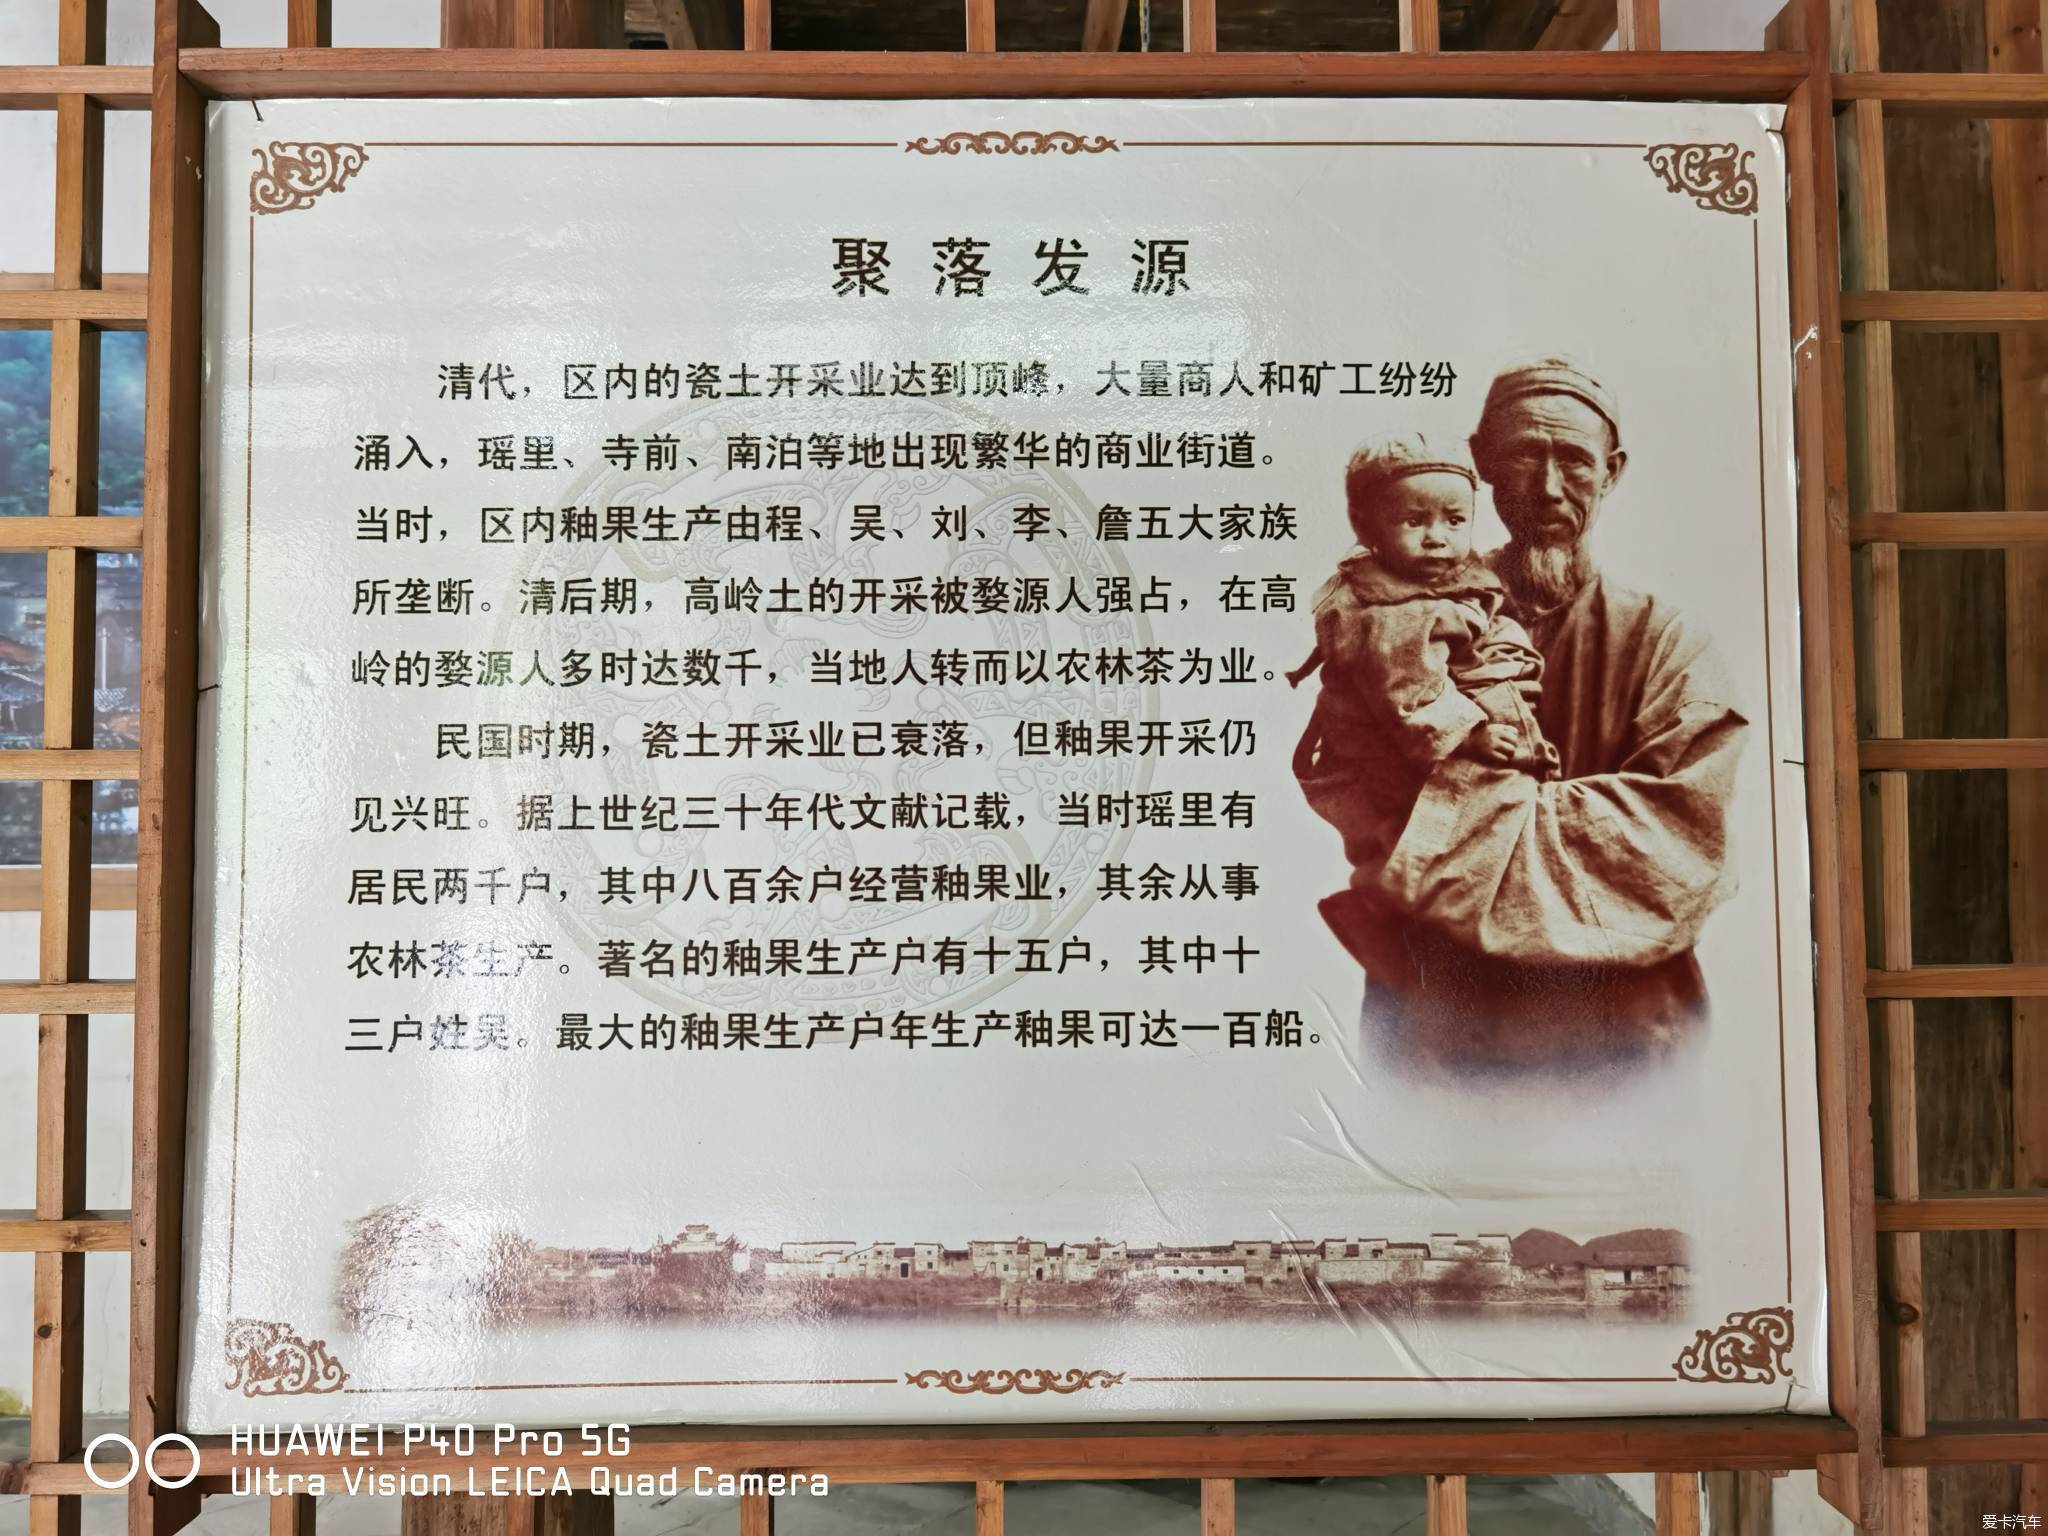 聚落发源
清代，区内的瓷土开采业达到顶峰，大量商人和矿工纷纷
涌入，瑶里、寺前、南泊等地出现繁华的商业街道。
当时，区内釉果生产由程、吴、刘、李、詹五大家族
所垄断。清后期，高岭土的开采被婺源人强占，在高
岭的婺源人多时达数千，当地人转而以农林茶为业。
民国时期，瓷土开采业已衰落，但釉果开采仍
见兴旺。据上世纪三十年代文献记载，当时瑶里有
居民两千户，其中八百余户经营釉果业，其余从事
农林茶生产。著名的釉果生产户有十五户，其中十
三户姓吴。最大的釉果生产户年生产釉果可达一百船。
HUAWEI P40 Pro 5G
Ultra Vision LEICA Quad Camera
爱卡汽车